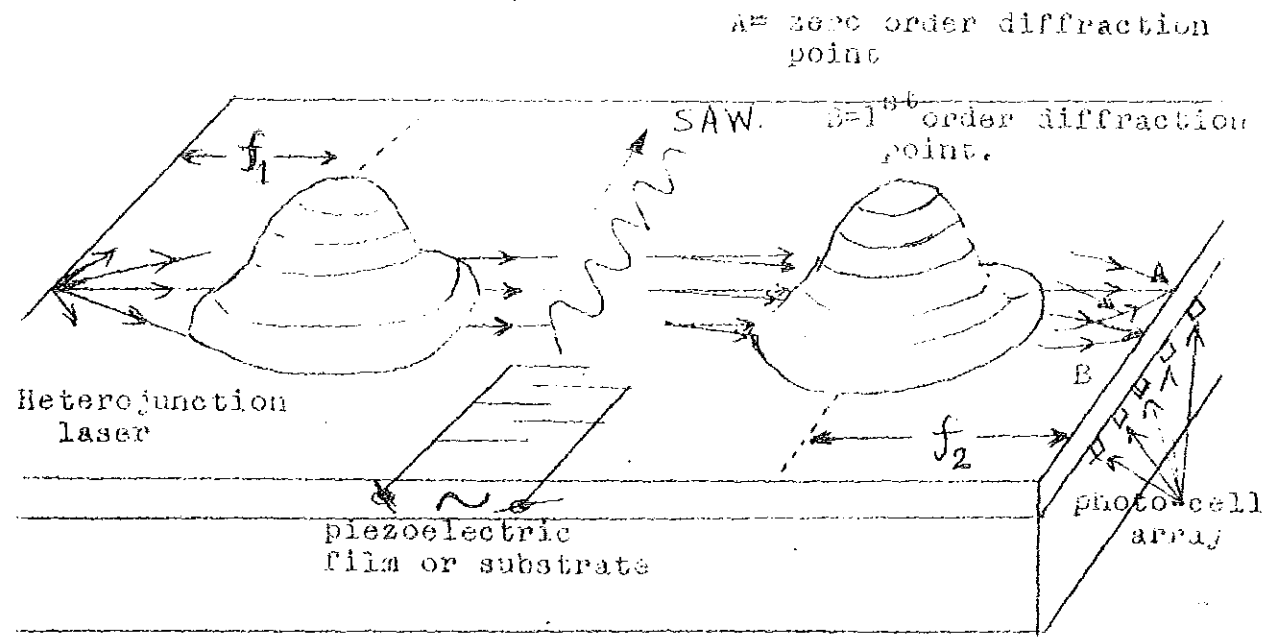 A= zero order diffraction
point
SAW. B=1st order diffraction
point.
f1
A
B
Heterojunction
laser
f2
~
piezoelectric
film or substrate
photo-cell
array